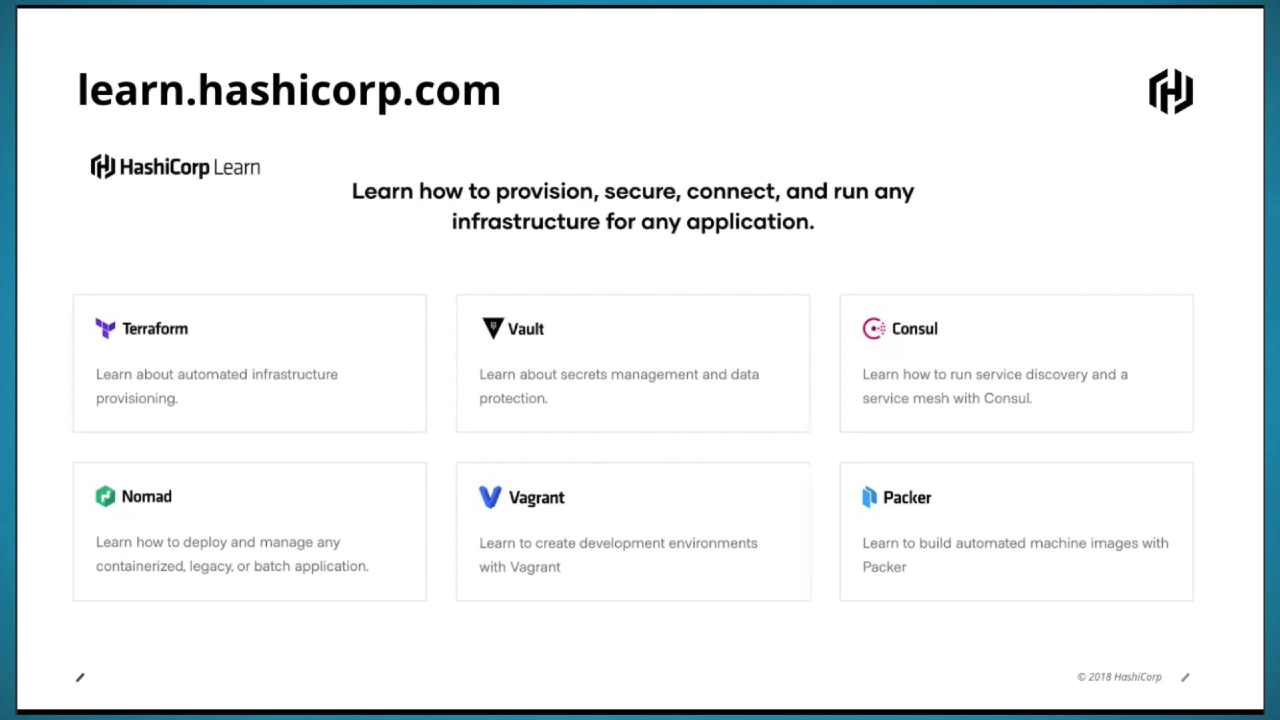 learn.hashicorp.com
HashiCorp Learn
Learn how to provision, secure, connect, and run any
infrastructure for any application.
Terraform
Learn about automated infrastructure
provisioning.
Vault
Learn about secrets management and data
protection.
Consul
Learn how to run service discovery and a
service mesh with Consul.
Nomad
Learn how to deploy and manage any
containerized, legacy, or batch application.
Vagrant
Learn to create development environments
with Vagrant
Packer
Learn to build automated machine images with
Packer
© 2018 HashiCorp